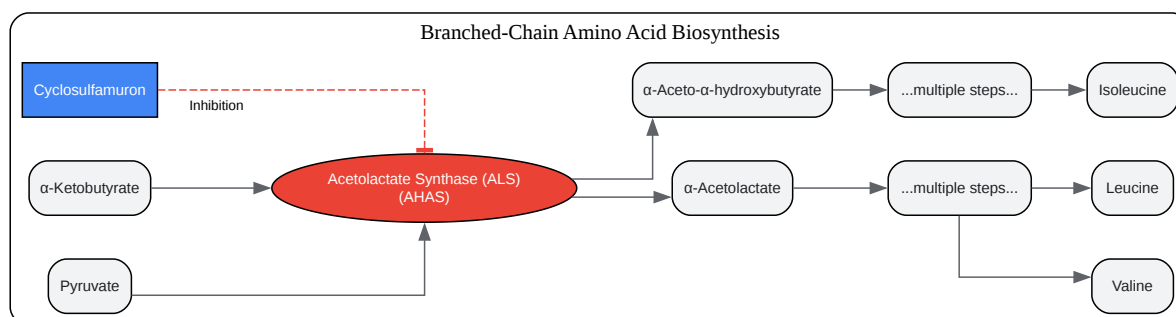 Branched-Chain Amino Acid Biosynthesis
Cyclosulfamuron
Inhibition
α-Aceto-α-hydroxybutyrate
...multiple steps...
Isoleucine
α-Ketobutyrate
Acetolactate Synthase (ALS)
(AHAS)
α-Acetolactate
...multiple steps...
Leucine
Pyruvate
Valine